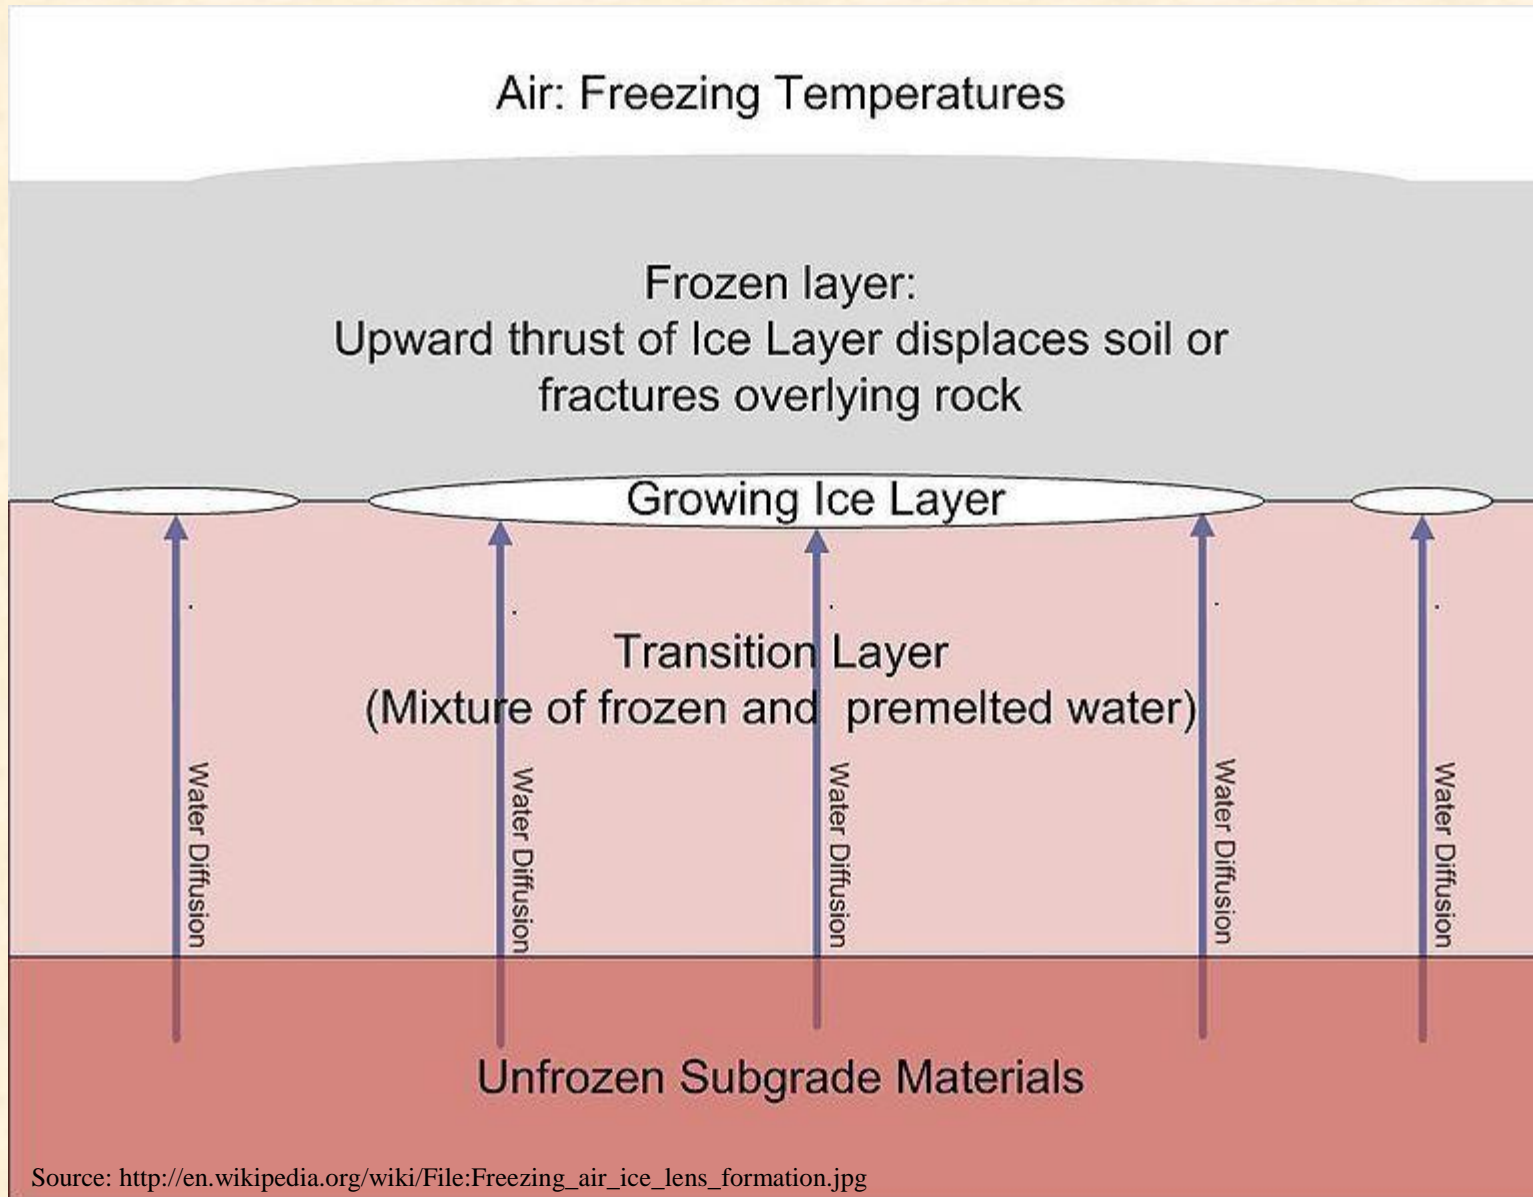 Air: Freezing Temperatures
Frozen layer:
Upward thrust of Ice Layer displaces soil or
fractures overlying rock
Growing Ice Layer
Transition Layer
(Mixture of frozen and premelted water)
Water Diffusion
Water Diffusion
Water Diffusion
Water Diffusion
Water Diffusion
Unfrozen Subgrade Materials
Source: http://en.wikipedia.org/wiki/File:Freezing_air_ice_lens_formation.jpg